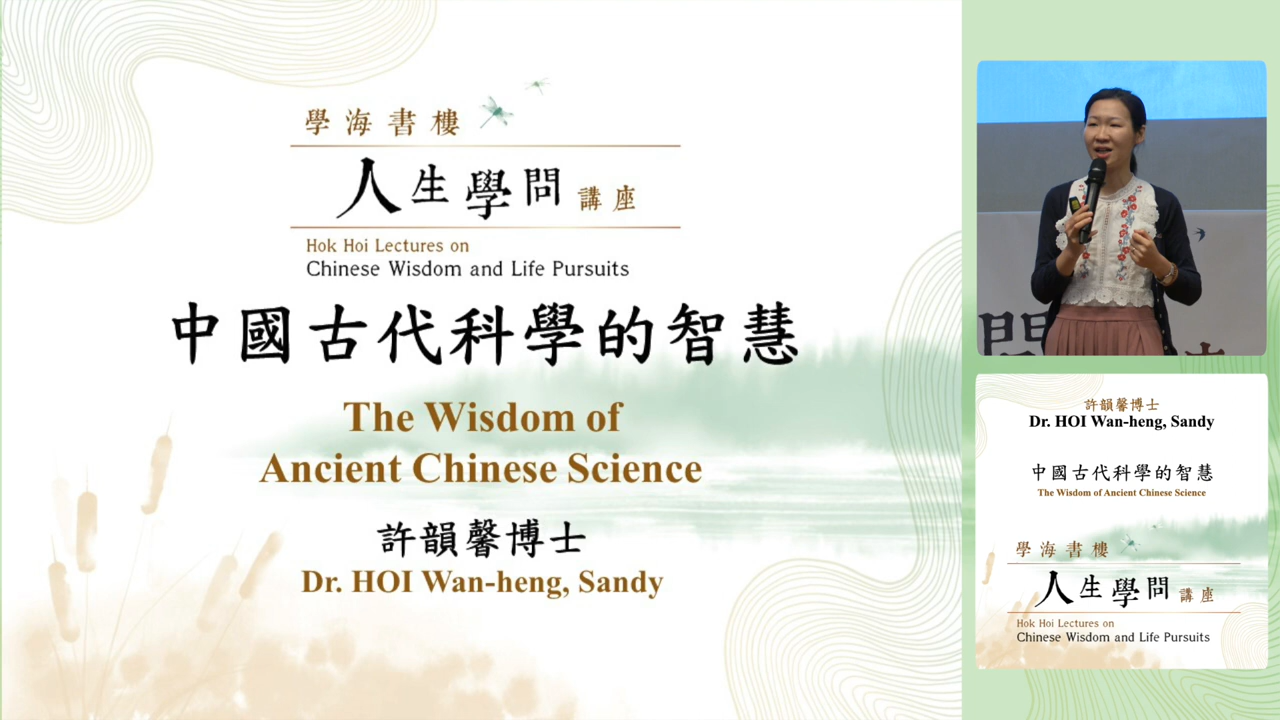 學海書樓
人生學問講座
Hok Hoi Lectures on
Chinese Wisdom and Life Pursuits
中國古代科學的智慧
The Wisdom of
Ancient Chinese Science
許韻馨博士
Dr. HOI Wan-heng, Sandy
問
許韻馨博士
Dr. HOI Wan-heng, Sandy
中國古代科學的智慧
The Wisdom of Ancient Chinese Science
學海書樓
人生學問講座
Hok Hoi Lectures on
Chinese Wisdom and Life Pursuits